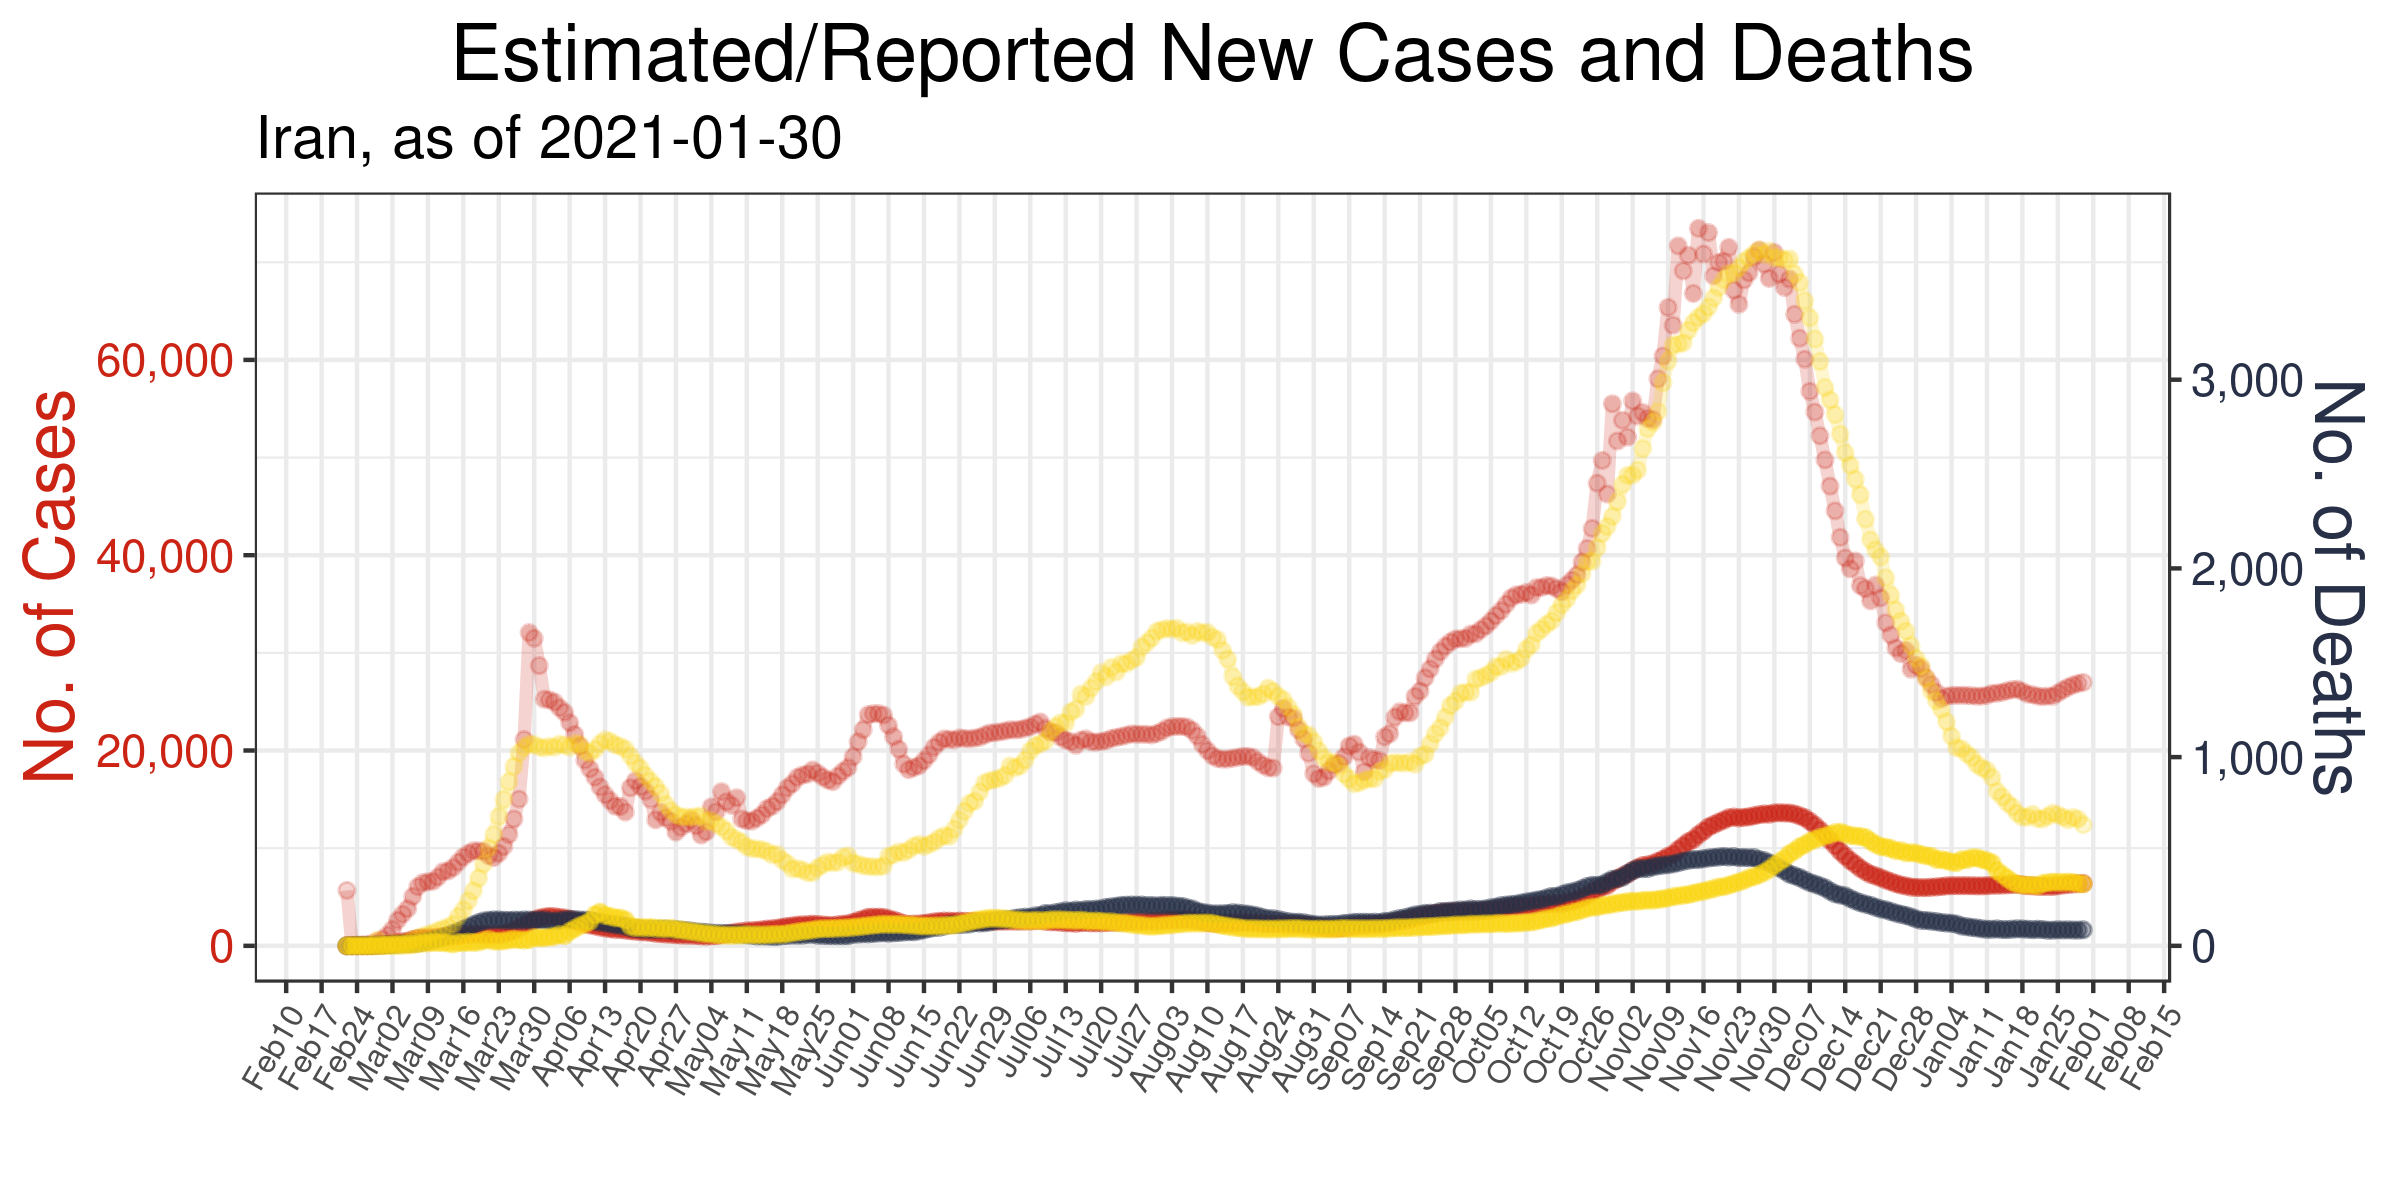 Estimated/Reported New Cases and Deaths
Iran, as of 2021-01-30
No. of Cases
60,000
40,000
20,000
0
3,000
2,000
1,000
0
No. of Deaths
Feb10
Feb17
Feb24
Mar02
Mar09
Mar16
Mar23
Mar30
Apr06
Apr13
Apr20
Apr27
May04
May11
May18
May25
Jun01
Jun08
Jun15
Jun22
Jun29
Jul06
Jul13
Jul20
Jul27
Aug03
Aug10
Aug17
Aug24
Aug31
Sep07
Sep14
Sep21
Sep28
Oct05
Oct12
Oct19
Oct26
Nov02
Nov09
Nov16
Nov23
Nov30
Dec07
Dec14
Dec21
Dec28
Dec04
Jan11
Jan18
Jan25
Feb01
Feb08
Feb15